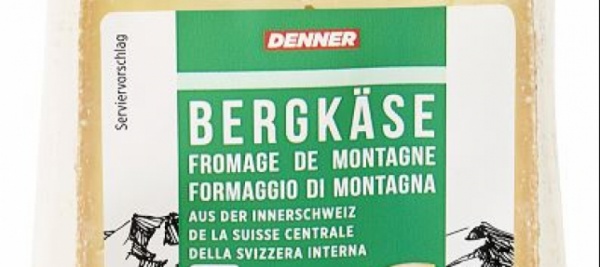 DENNER
Serviervorschlag
BERGKÄSE
FROMAGE DE MONTAGNE
FORMAGGIO DI MONTAGNA
AUS DER INNERSCHWEIZ
DE LA SUISSE CENTRALE
DELLA SVIZZERA INTERNA